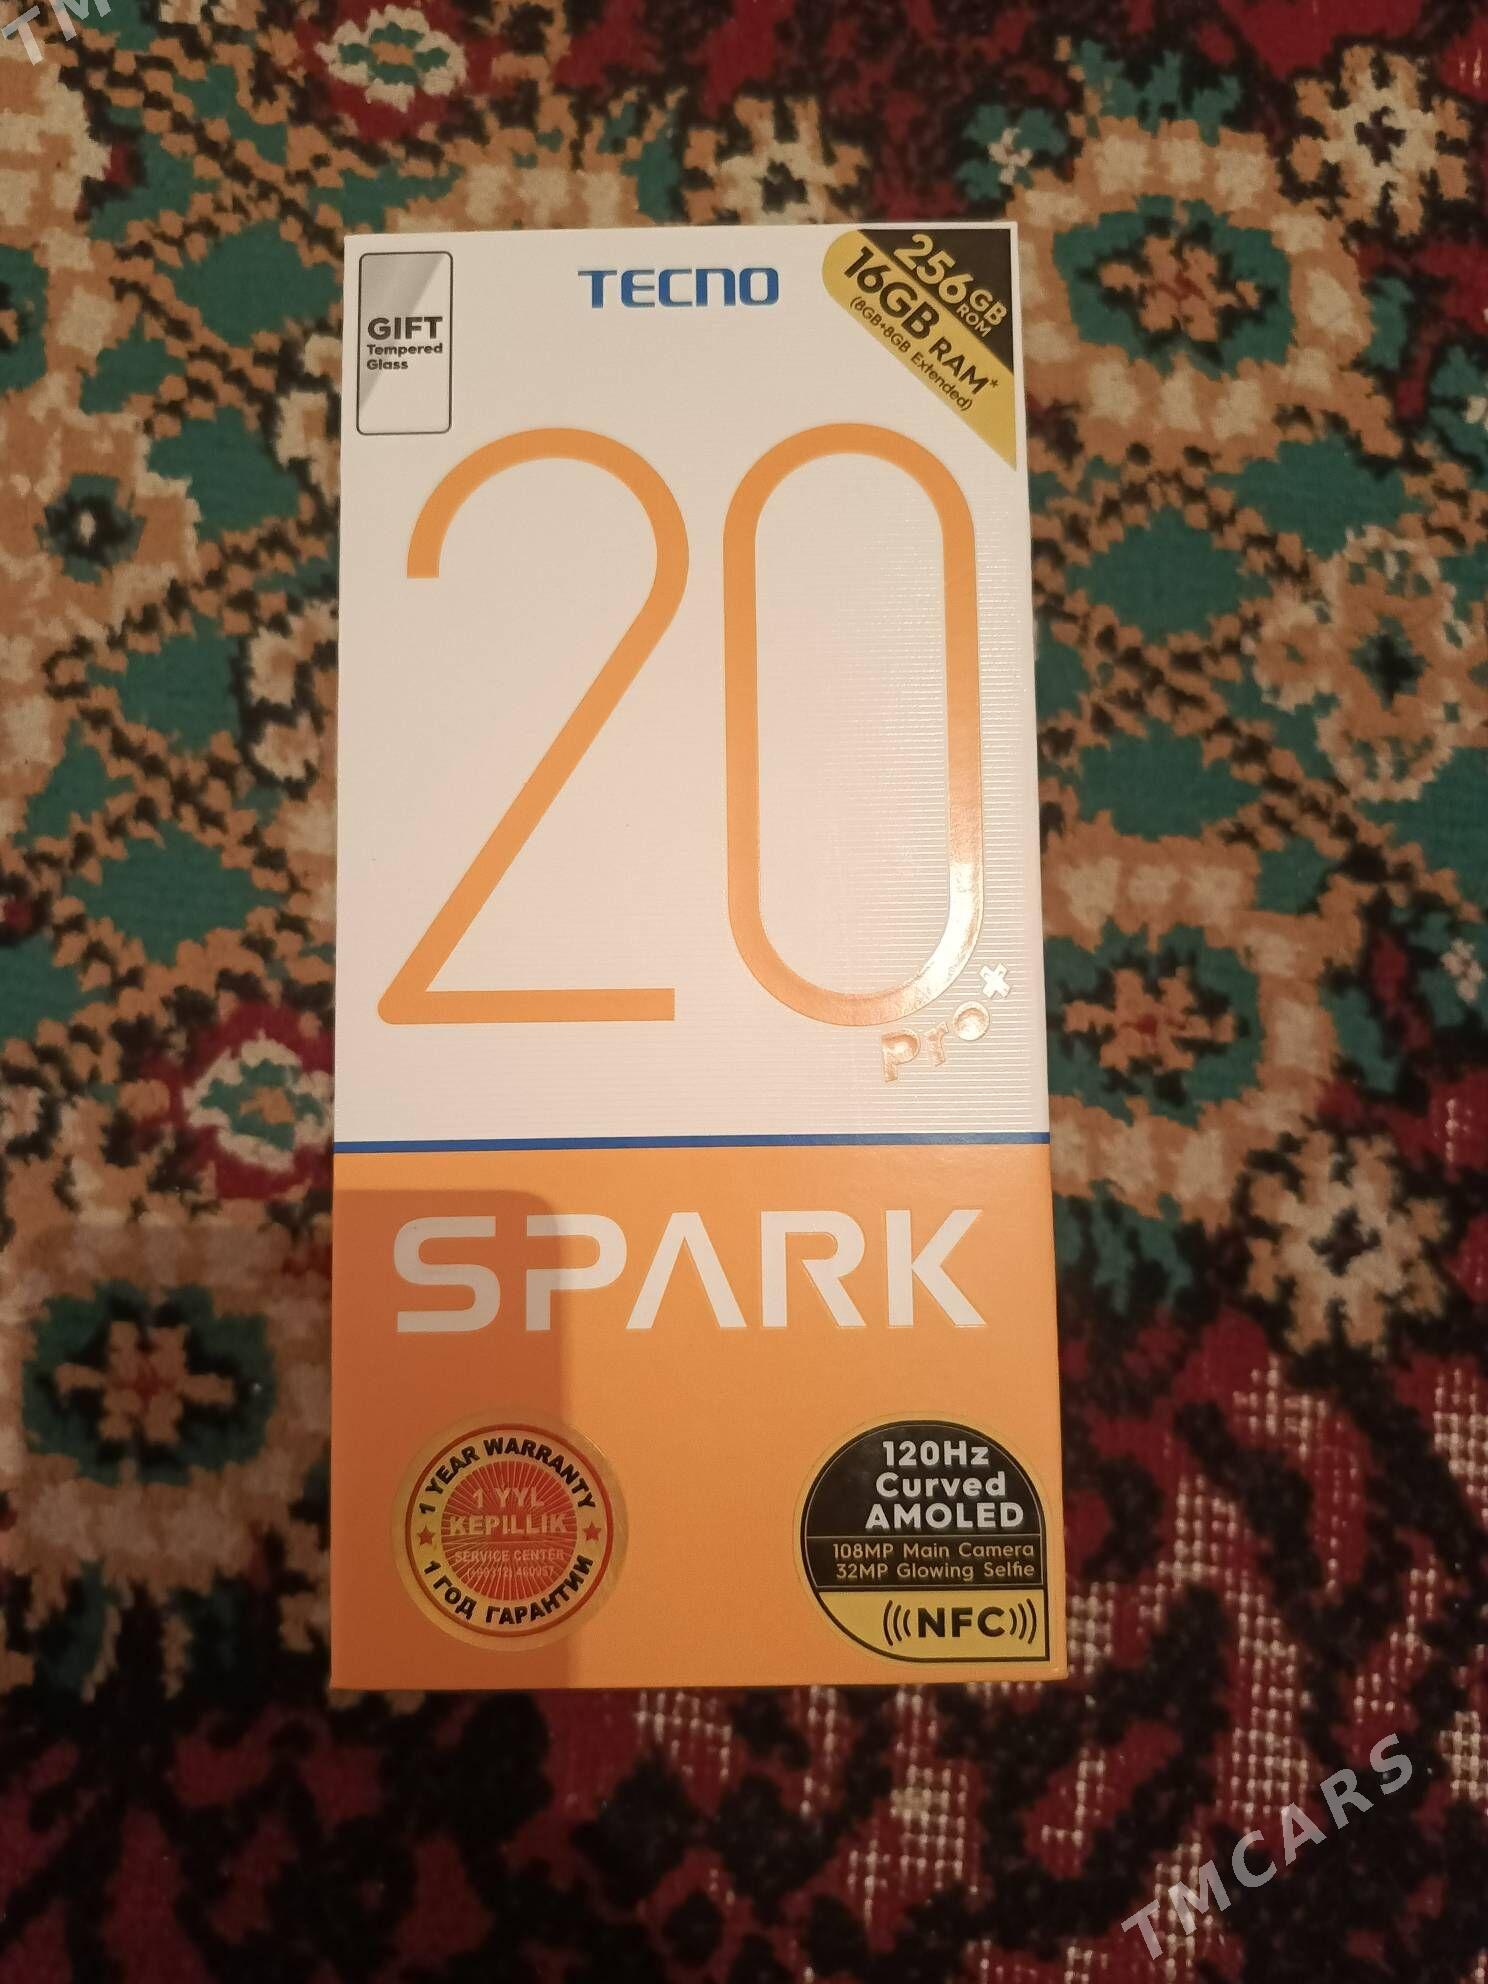 TM
GIFT
Tempered
Glass
TECNO
256GB
ROM
16GB RAM*
(8GB+8GB Extended)
20
pro+
SPARK
1 YEAR WARRANTY
1 YYL
KEPILLIK
SERVICE CENTER
1 ГОД ГАРАНТИИ
120Hz
Curved
AMOLED
108MP Main Camera
32MP Glowing Selfie
(((NFC)))
TMCARS